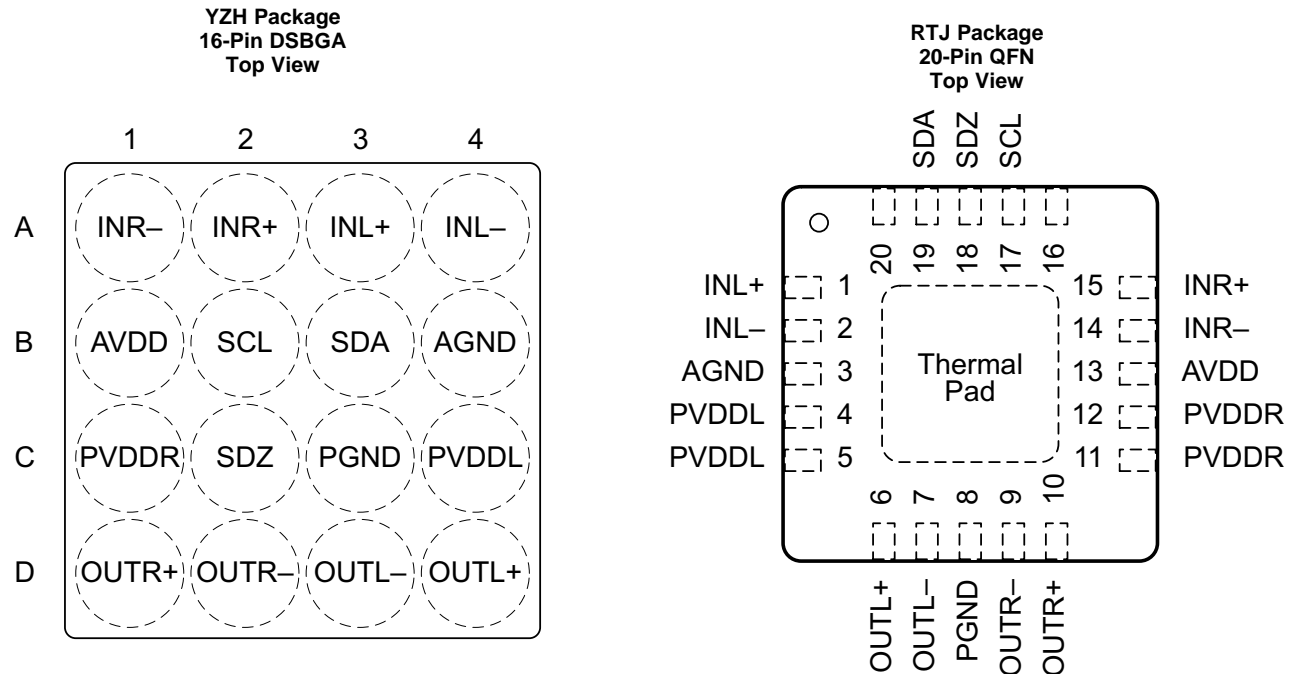 YZH Package
16-Pin DSBGA
Top View
1 2 3 4
A INR– INR+ INL+ INL–
B AVDD SCL SDA AGND
C PVDDR SDZ PGND PVDDL
D OUTR+ OUTR– OUTL– OUTL+
RTJ Package
20-Pin QFN
Top View
SDA SDZ SCL
20 19 18 17 16
INL+ 1 15 INR+
INL– 2 14 INR–
AGND 3 13 AVDD
PVDDL 4 12 PVDDR
PVDDL 5 11 PVDDR
Thermal
Pad
6 7 8 9 10
OUTL+ OUTL– PGND OUTR– OUTR+